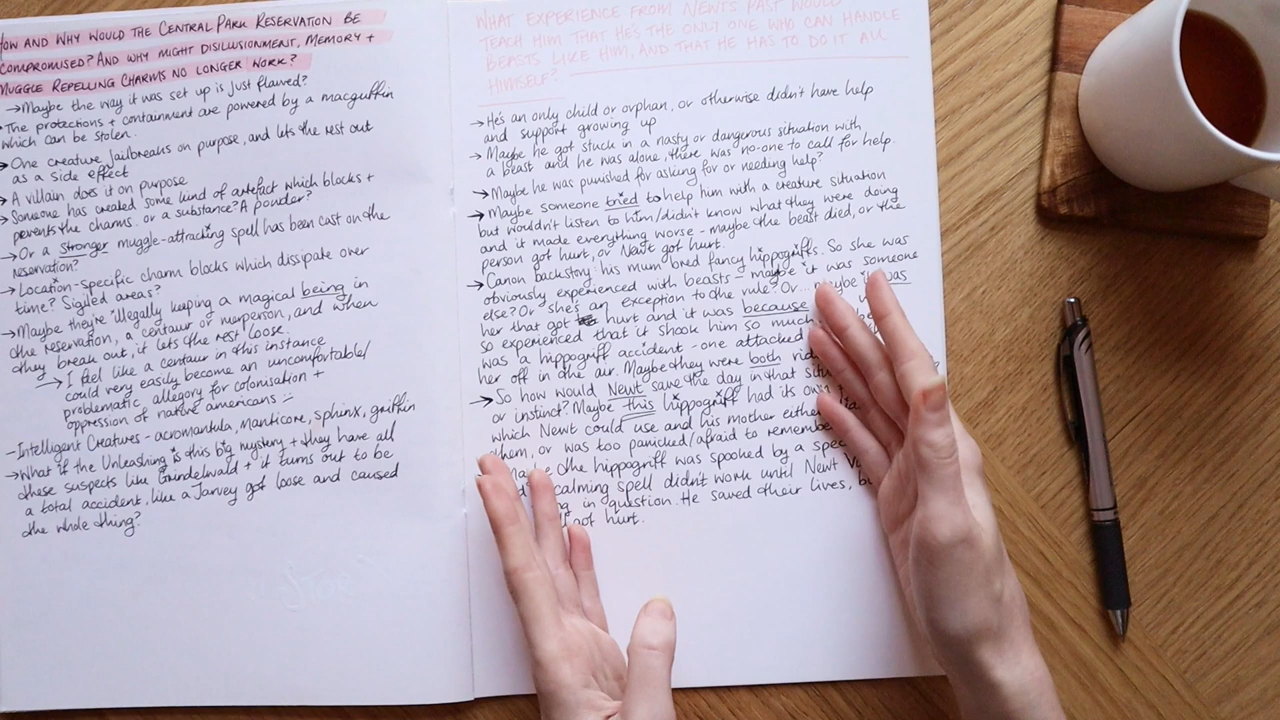 HOW AND WHY WOULD THE CENTRAL PARK RESERVATION BE
COMPROMISED? AND WHY MIGHT DISILLUSIONMENT, MEMORY +
MUGGLE REPELLING CHARMS NO LONGER WORK?
→ Maybe the way it was set up is just flawed?
The protections + containment are powered by a macguffin
which can be stolen.
→ One creature jailbreaks on purpose, and lets the rest out
as a side effect
→ A villain does it on purpose
→ Someone has created some kind of artefact which blocks +
prevents the charms. or a substance? A powder?
→ Or a stronger muggle-attracting spell has been cast on the
reservation?
→ Location-specific charm blocks which dissipate over
time? Sigiled areas?
→ Maybe they're illegally keeping a magical being in
the reservation, a centaur or merperson, and when
they break out, it lets the rest loose.
→ I feel like a centaur in this instance
could very easily become an uncomfortable/
problematic allegory for colonisation +
oppression of native americans
- Intelligent Creatures - acromantula, manticore, sphinx, griffin
→ What if the Unleashing is this big mystery + they have all
these suspects like Grindelwald + it turns out to be
a total accident, like a Jarvey got loose and caused
the whole thing?
WHAT EXPERIENCE FROM NEWT'S PAST WOULD
TEACH HIM THAT HE'S THE ONLY ONE WHO CAN HANDLE
BEASTS LIKE HIM, AND THAT HE HAS TO DO IT ALL
HIMSELF?
→ He's an only child or orphan, or otherwise didn't have help
and support growing up
→ Maybe he got stuck in a nasty or dangerous situation with
a beast and he was alone, there was no-one to call for help.
→ Maybe he was punished for asking for or needing help?
→ Maybe someone tried to help him with a creature situation
but wouldn't listen to him/didn't know what they were doing
and it made everything worse - maybe the beast died, or the
person got hurt, or Newt got hurt.
→ Canon backstory his mum bred fancy hippogriffs. So she was
obviously experienced with beasts - maybe it was someone
else? Or she's an exception to the rule? Or... maybe it was
her that got hurt and it was because
so experienced that it shook him so much
was a hippogriff accident - one attacked
her off in the air. Maybe they were both
→ So how would Newt save the day in that
or instinct? Maybe this hippogriff had its own
which Newt could use and his mother either
them, or was too panicked/afraid to remember
the hippogriff was spooked by a
calming spell didn't work until Newt
in question. He saved their lives,
got hurt.